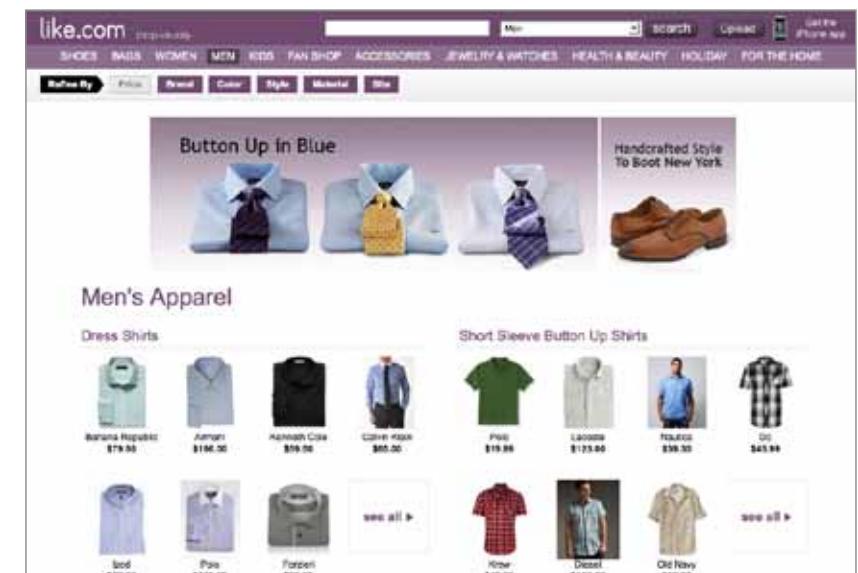 like.com
Men search Upload Get the
iPhone app
SHOES BAGS WOMEN MEN KIDS FAN SHOP ACCESSORIES JEWELRY & WATCHES HEALTH & BEAUTY HOLIDAY FOR THE HOME
Refine By Price Brand Color Style Material Size
Button Up in Blue
Handcrafted Style
To Boot New York
Men's Apparel
Dress Shirts
Short Sleeve Button Up Shirts
Banana Republic Armani Kenneth Cole Calvin Klein
$79.50
Polo Lacoste Nautica
$19.99
see all
see all
Izod Polo
Diesel Old Navy